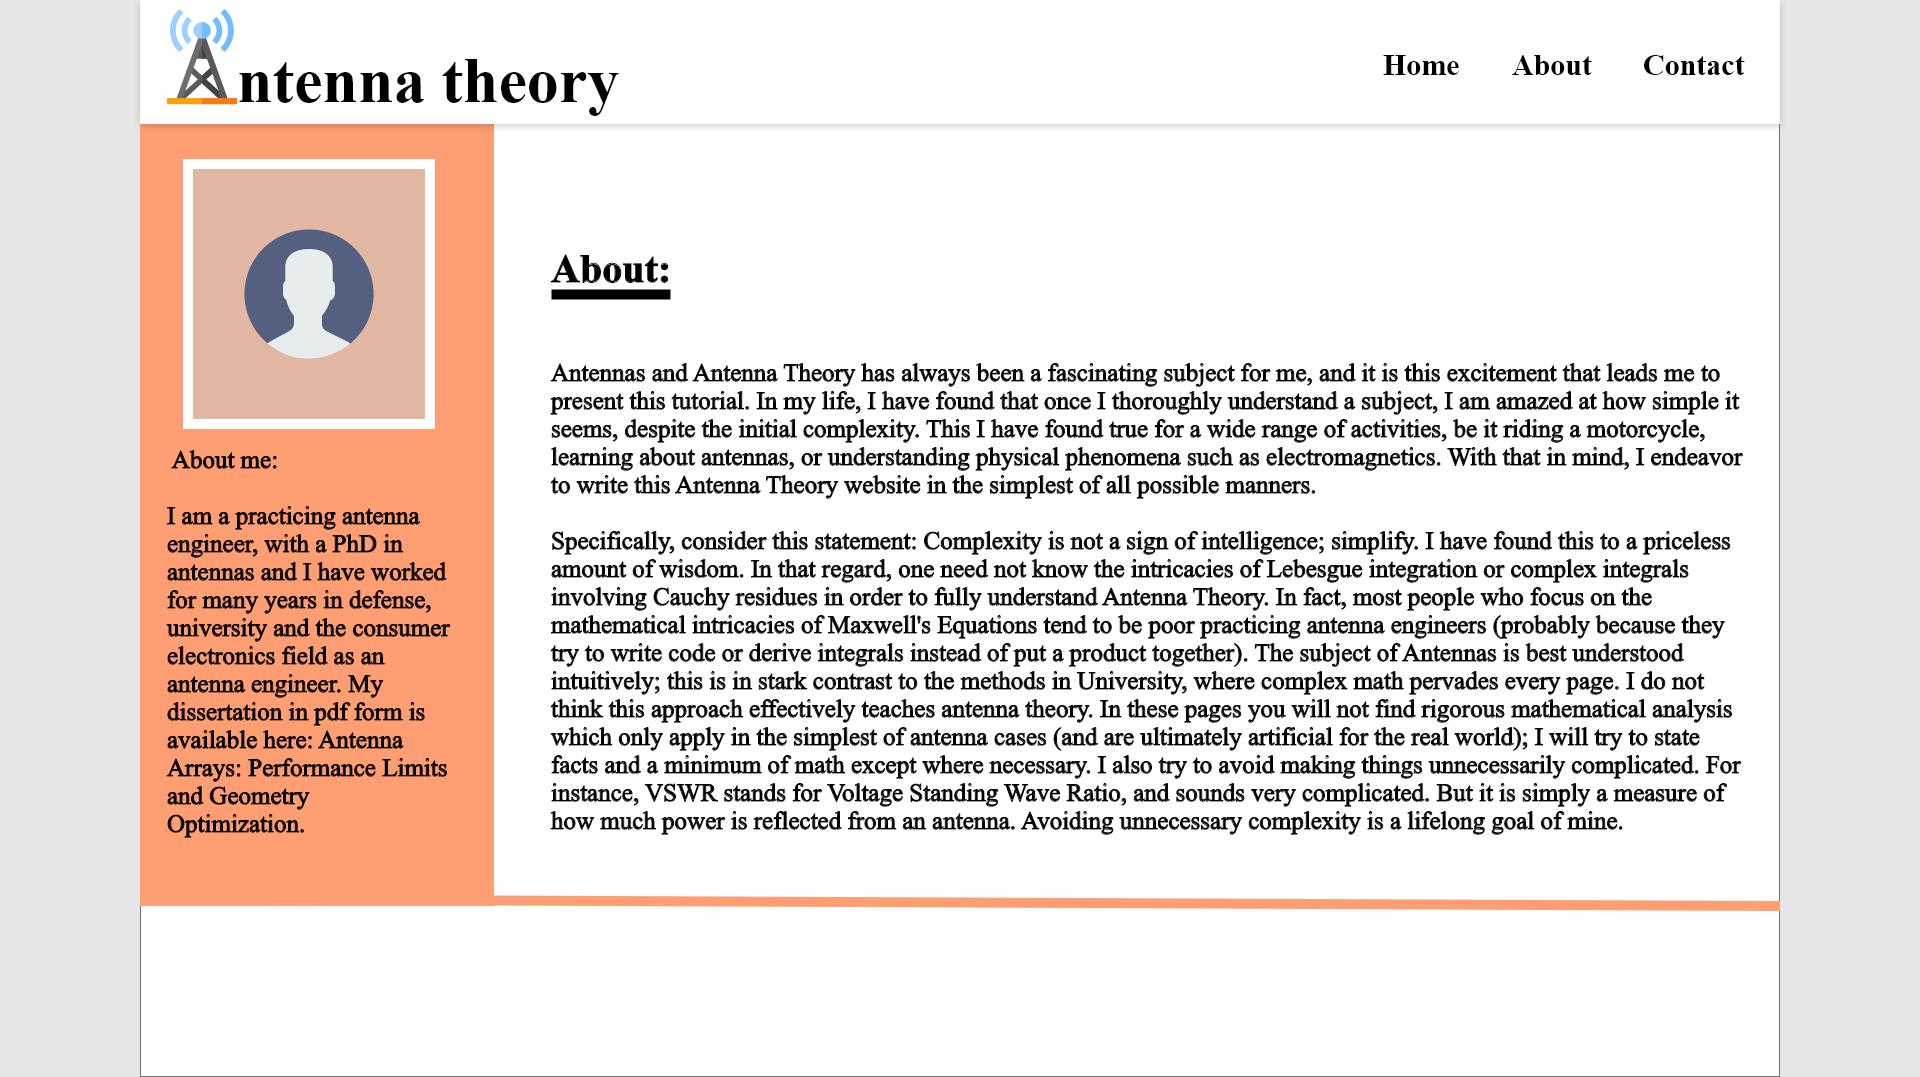 ntenna theory
Home About Contact
About me:
I am a practicing antenna
engineer, with a PhD in
antennas and I have worked
for many years in defense,
university and the consumer
electronics field as an
antenna engineer. My
dissertation in pdf form is
available here: Antenna
Arrays: Performance Limits
and Geometry
Optimization.
About:
Antennas and Antenna Theory has always been a fascinating subject for me, and it is this excitement that leads me to
present this tutorial. In my life, I have found that once I thoroughly understand a subject, I am amazed at how simple it
seems, despite the initial complexity. This I have found true for a wide range of activities, be it riding a motorcycle,
learning about antennas, or understanding physical phenomena such as electromagnetics. With that in mind, I endeavor
to write this Antenna Theory website in the simplest of all possible manners.
Specifically, consider this statement: Complexity is not a sign of intelligence; simplify. I have found this to a priceless
amount of wisdom. In that regard, one need not know the intricacies of Lebesgue integration or complex integrals
involving Cauchy residues in order to fully understand Antenna Theory. In fact, most people who focus on the
mathematical intricacies of Maxwell's Equations tend to be poor practicing antenna engineers (probably because they
try to write code or derive integrals instead of put a product together). The subject of Antennas is best understood
intuitively; this is in stark contrast to the methods in University, where complex math pervades every page. I do not
think this approach effectively teaches antenna theory. In these pages you will not find rigorous mathematical analysis
which only apply in the simplest of antenna cases (and are ultimately artificial for the real world); I will try to state
facts and a minimum of math except where necessary. I also try to avoid making things unnecessarily complicated. For
instance, VSWR stands for Voltage Standing Wave Ratio, and sounds very complicated. But it is simply a measure of
how much power is reflected from an antenna. Avoiding unnecessary complexity is a lifelong goal of mine.